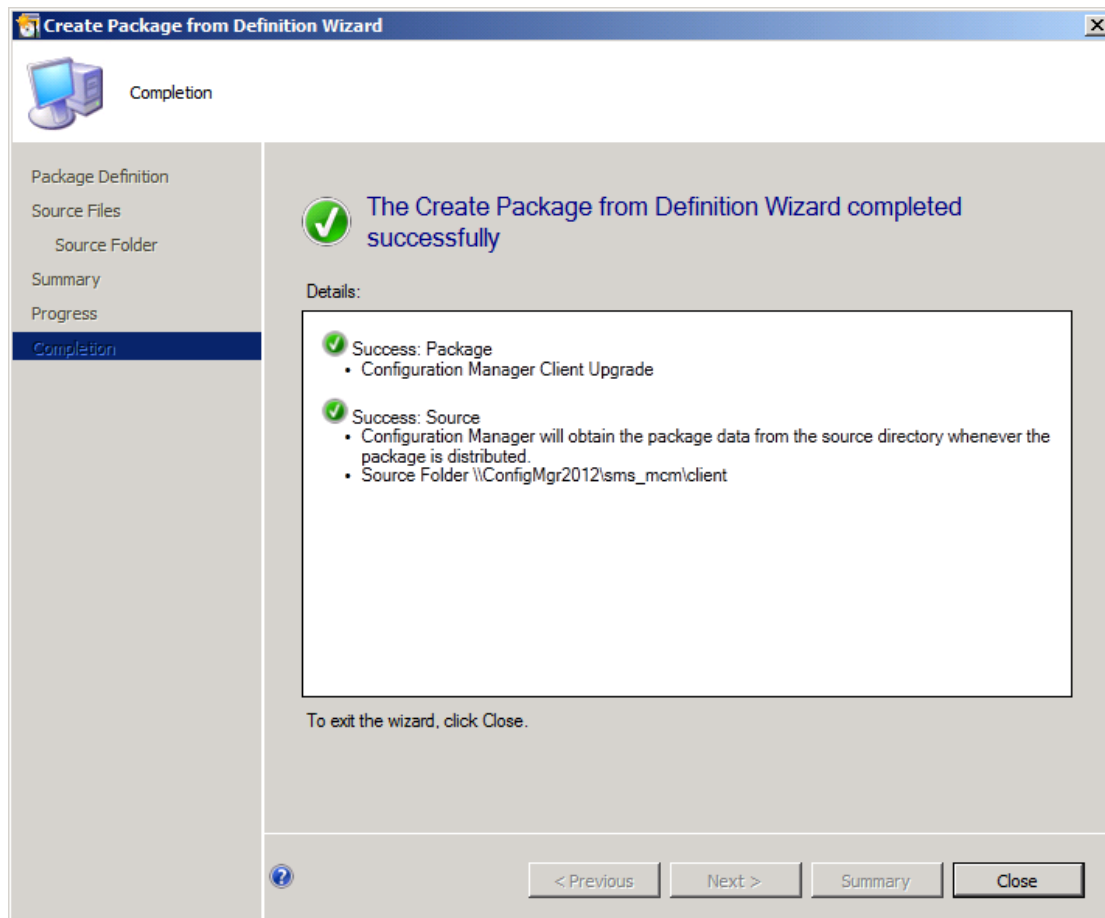 Create Package from Definition Wizard
Completion
Package Definition
Source Files
Source Folder
Summary
Progress
Completion
The Create Package from Definition Wizard completed
successfully
Details:
Success: Package
• Configuration Manager Client Upgrade
Success: Source
• Configuration Manager will obtain the package data from the source directory whenever the
package is distributed.
• Source Folder \\ConfigMgr2012\sms_mcm\client
To exit the wizard, click Close.
< Previous
Next >
Summary
Close